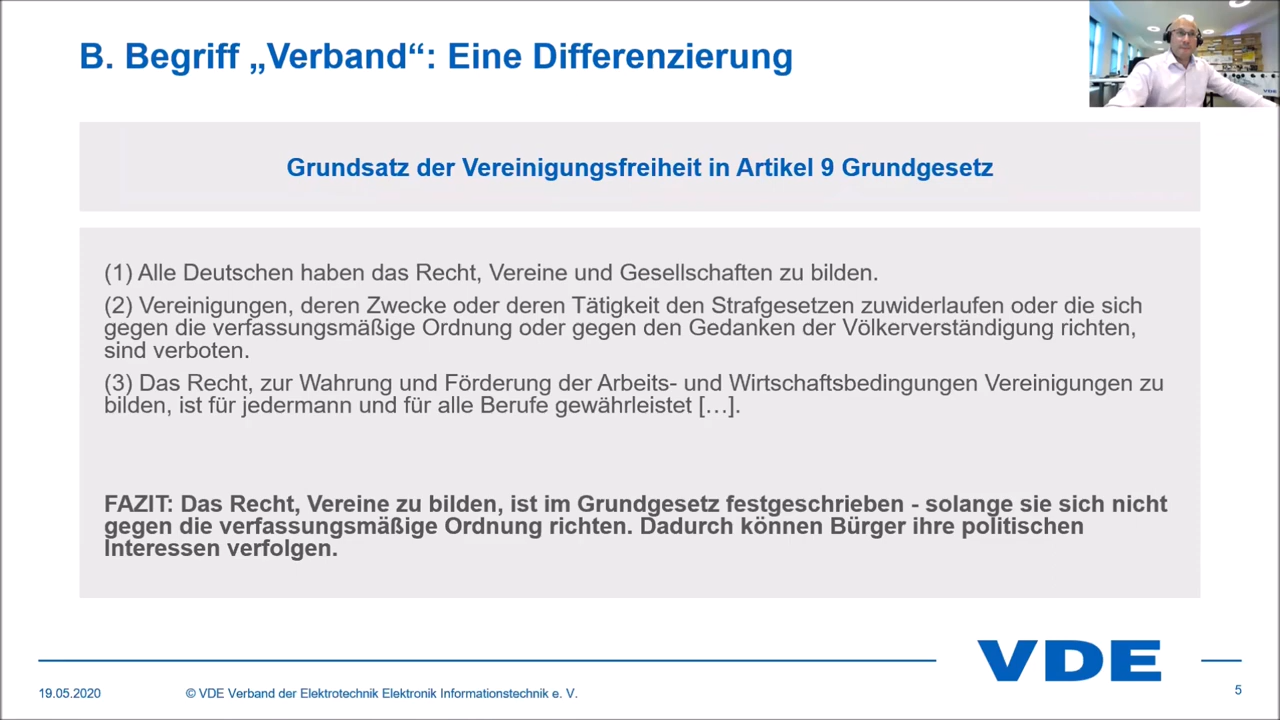 B. Begriff „Verband“: Eine Differenzierung
VDE
Grundsatz der Vereinigungsfreiheit in Artikel 9 Grundgesetz
(1) Alle Deutschen haben das Recht, Vereine und Gesellschaften zu bilden.
(2) Vereinigungen, deren Zwecke oder deren Tätigkeit den Strafgesetzen zuwiderlaufen oder die sich
gegen die verfassungsmäßige Ordnung oder gegen den Gedanken der Völkerverständigung richten,
sind verboten.
(3) Das Recht, zur Wahrung und Förderung der Arbeits- und Wirtschaftsbedingungen Vereinigungen zu
bilden, ist für jedermann und für alle Berufe gewährleistet […].
FAZIT: Das Recht, Vereine zu bilden, ist im Grundgesetz festgeschrieben - solange sie sich nicht
gegen die verfassungsmäßige Ordnung richten. Dadurch können Bürger ihre politischen
Interessen verfolgen.
VDE
19.05.2020
© VDE Verband der Elektrotechnik Elektronik Informationstechnik e. V.
5